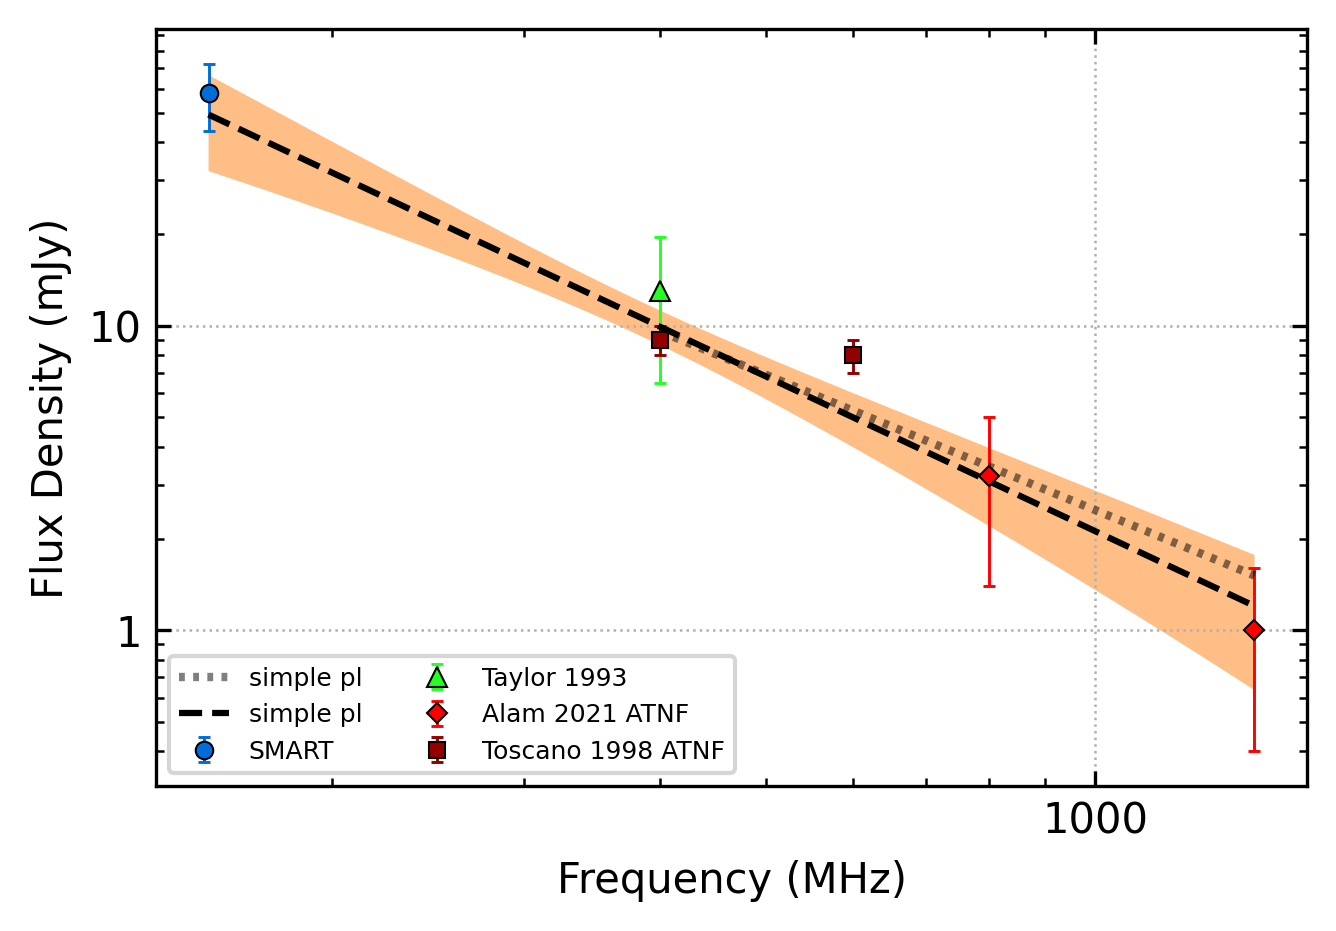 Flux Density (mJy)
10
1
simple pl
simple pl
SMART
Taylor 1993
Alam 2021 ATNF
Toscano 1998 ATNF
1000
Frequency (MHz)